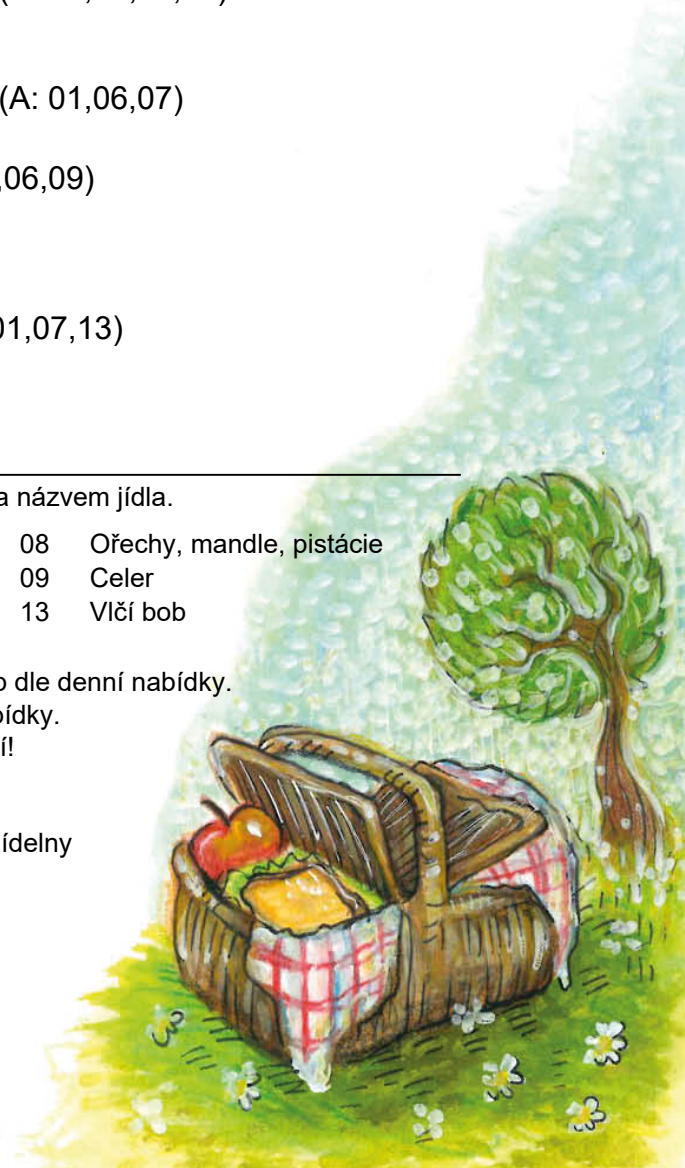 (A: 01,06,07)
,06,09)
01,07,13)
a názvem jídla.
08 Ořechy, mandle, pistácie
09 Celer
13 Vlčí bob
o dle denní nabídky.
bídky.
í!
ídelny